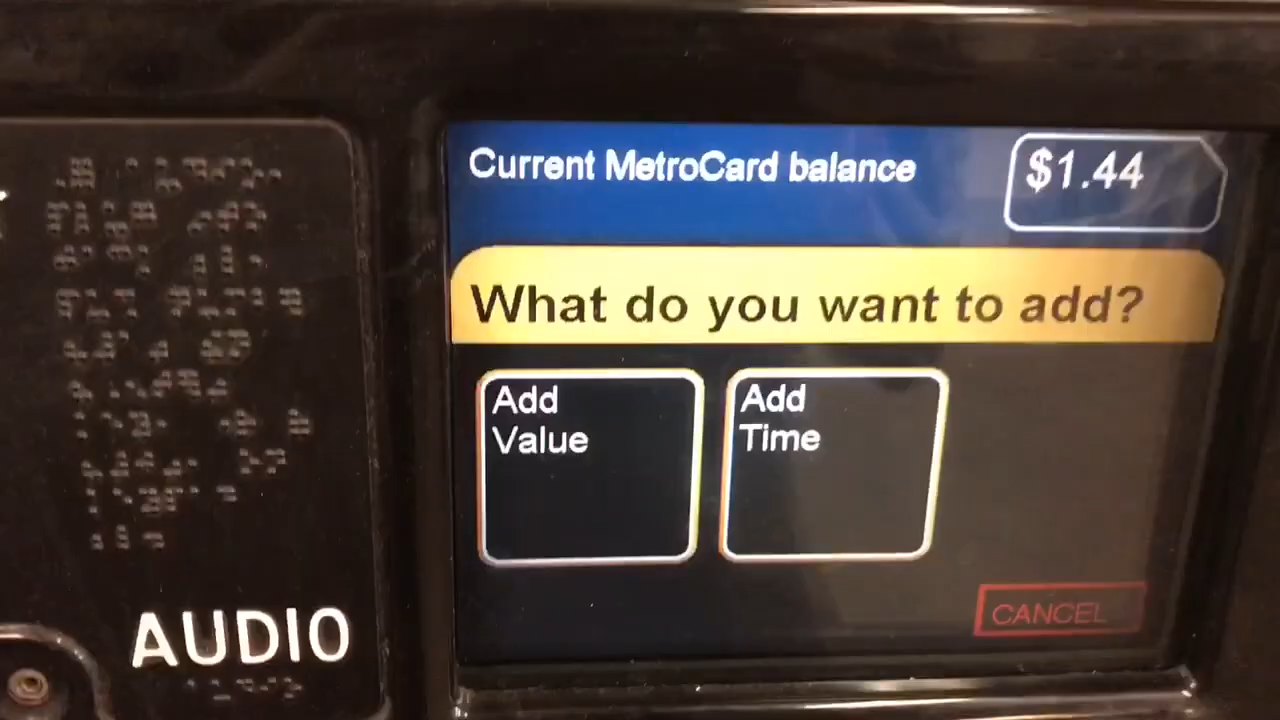 Current MetroCard balance
$1.44
What do you want to add?
Add
Value
Add
Time
CANCEL
AUDIO